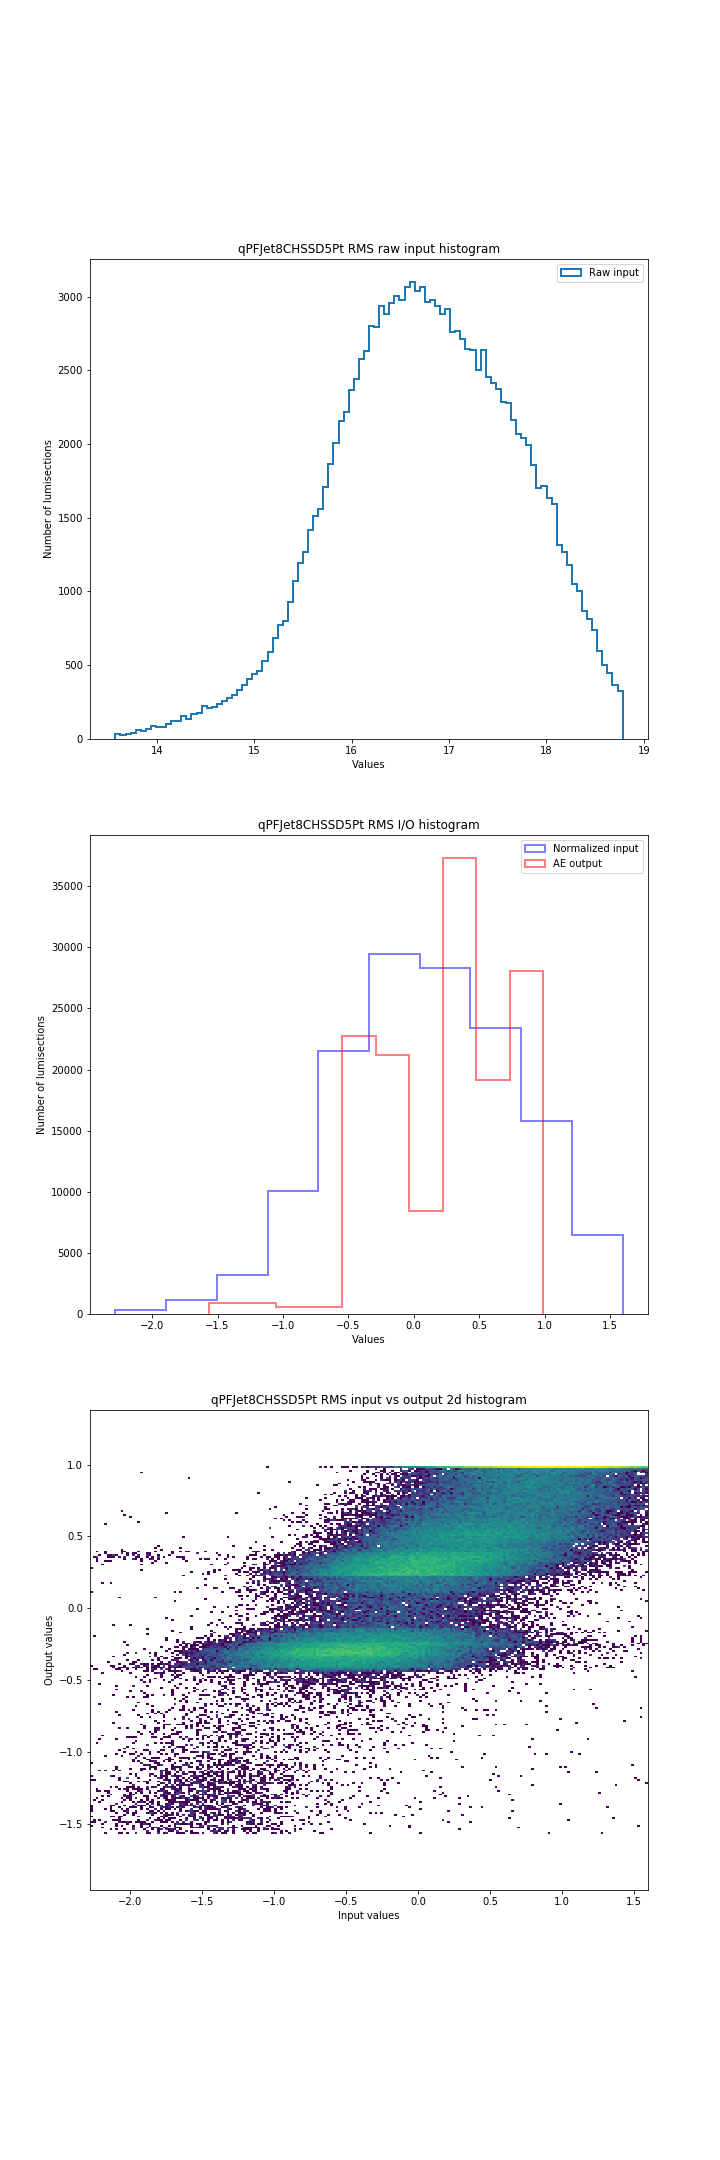 qPFJet8CHSSD5Pt RMS raw input histogram
Raw input
3000
2500
2000
1500
1000
500
0
Number of lumisections
14 15 16 17 18 19
Values
qPFJet8CHSSD5Pt RMS I/O histogram
Normalized input
AE output
35000
30000
25000
20000
15000
10000
5000
0
Number of lumisections
−2.0 −1.5 −1.0 −0.5 0.0 0.5 1.0 1.5
Values
qPFJet8CHSSD5Pt RMS input vs output 2d histogram
1.0
0.5
0.0
−0.5
−1.0
−1.5
Output values
−2.0 −1.5 −1.0 −0.5 0.0 0.5 1.0 1.5
Input values